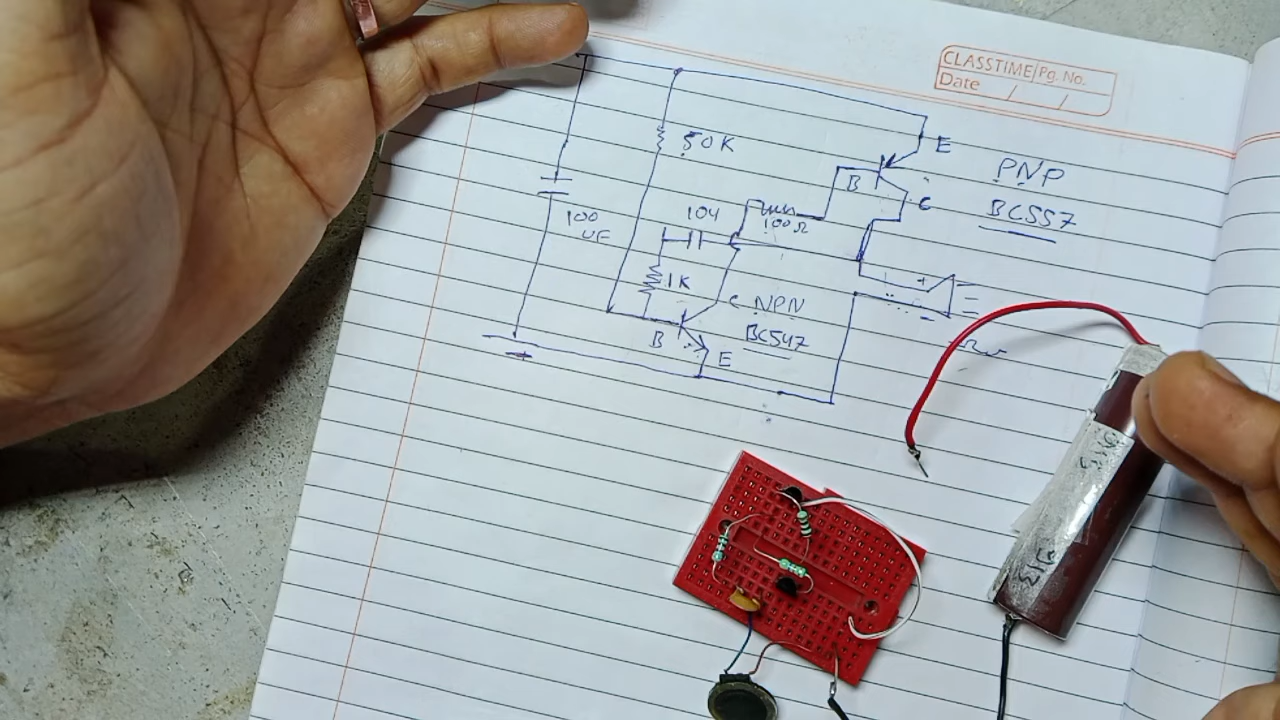 CLASSTIME Pg. No.
Date / /
E
50K
PNP
B
C
BC557
104
100Ω
100
UF
1K
+
C NPN
BC547
B
E